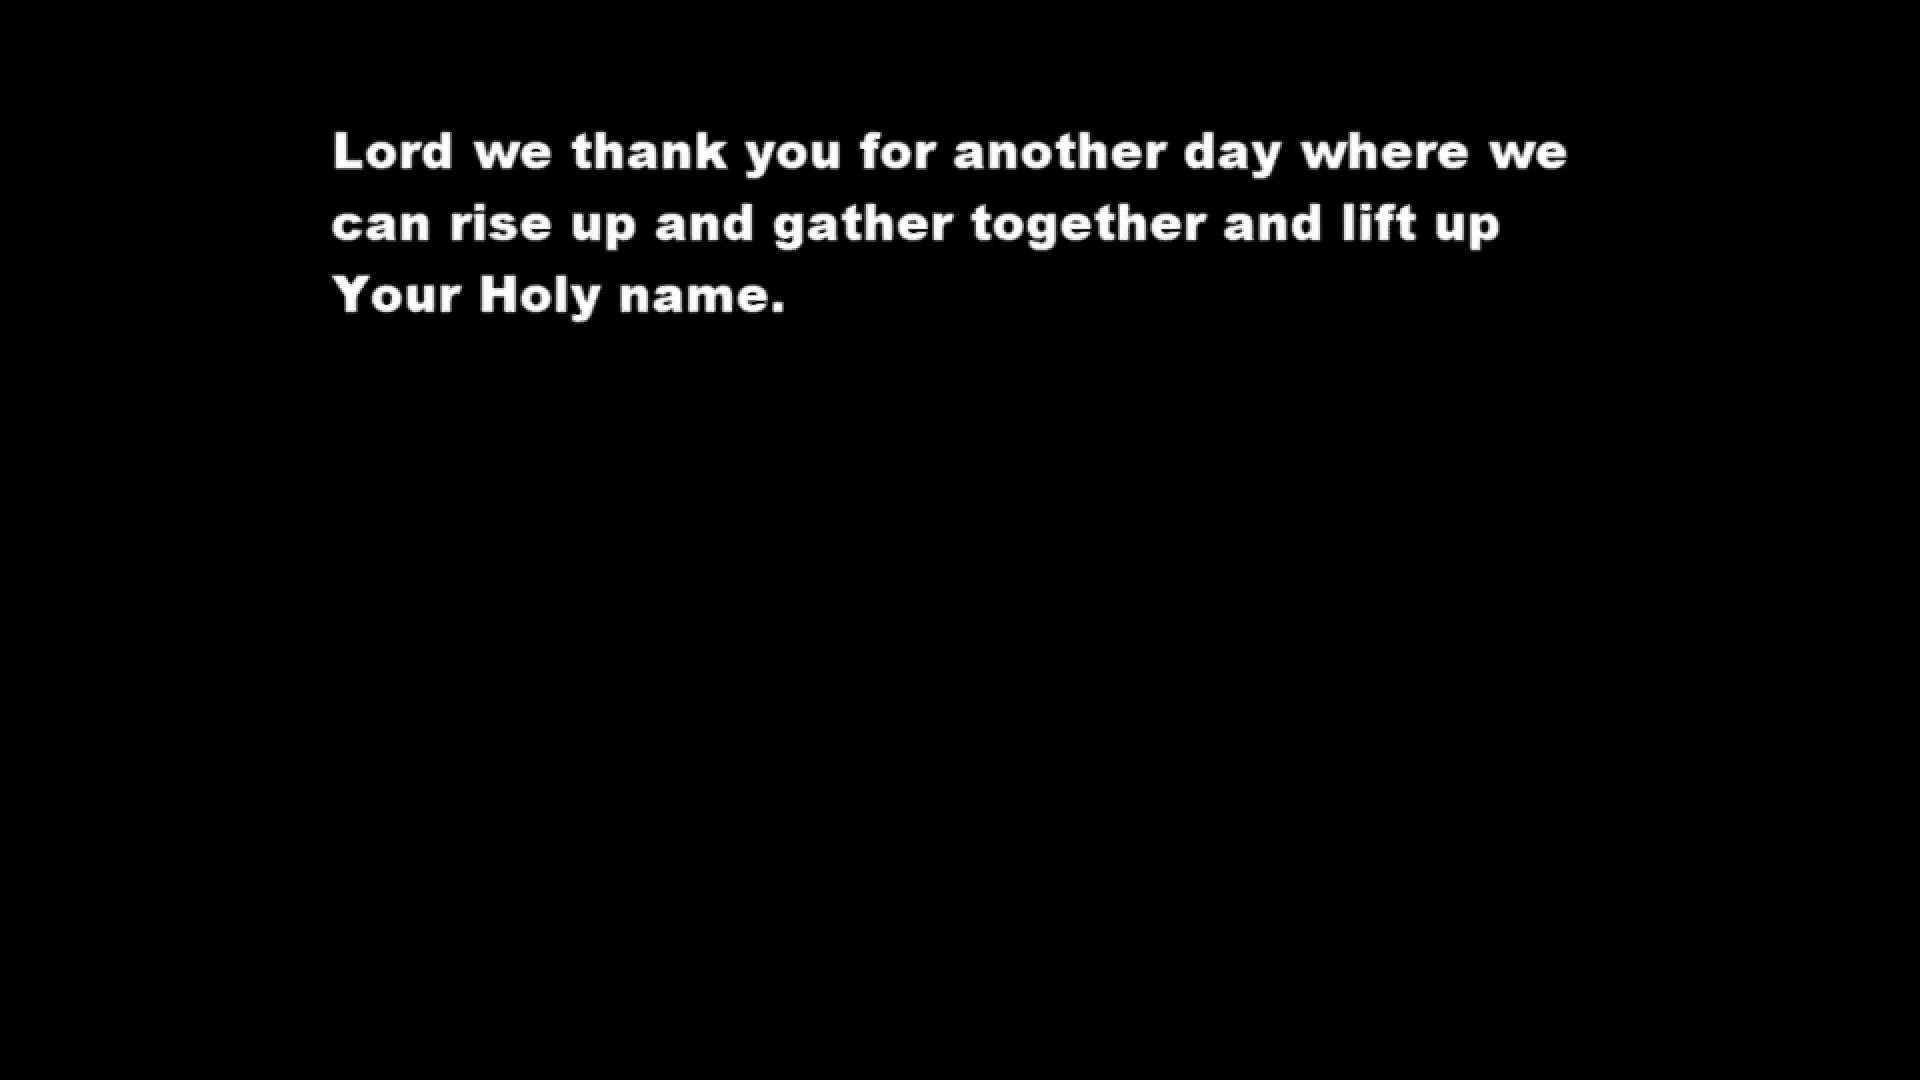 Lord we thank you for another day where we
can rise up and gather together and lift up
Your Holy name.